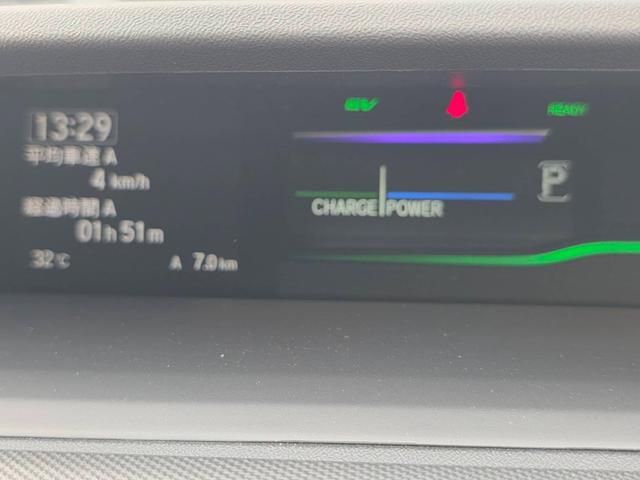 13:29
平均車速 A
4 km/h
経過時間 A
01h 51m
32℃
A 7.0 km
READY
P
CHARGE POWER